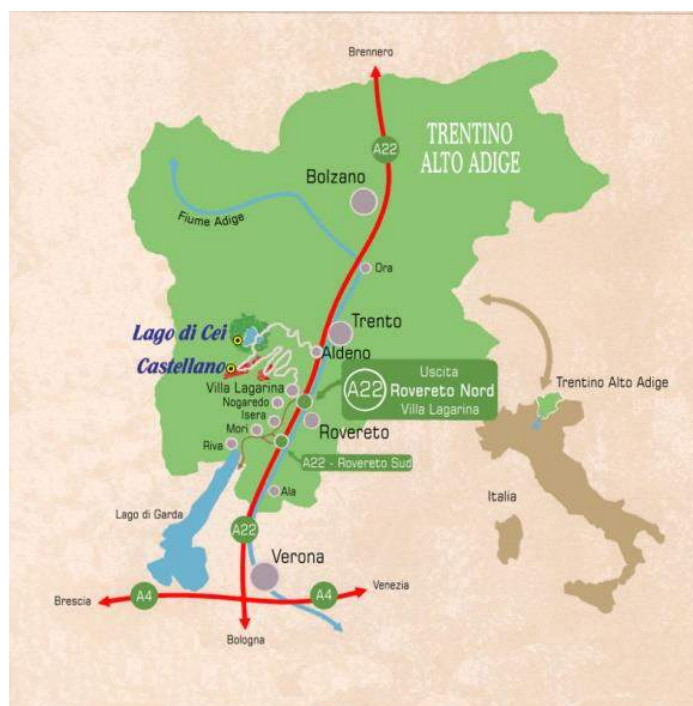 Brennero
A22
TRENTINO
ALTO ADIGE
Bolzano
Fiume Adige
Ora
Trento
Lago di Cei
Aldeno
Castellano
Uscita
A22
Rovereto Nord
Villa Lagarina
Trentino Alto Adige
Villa Lagarina
Nogaredo
Isera
Mori
Rovereto
Riva
A22 - Rovereto Sud
Ala
Italia
Lago di Garda
A22
Verona
Brescia
A4
A4
Venezia
Bologna